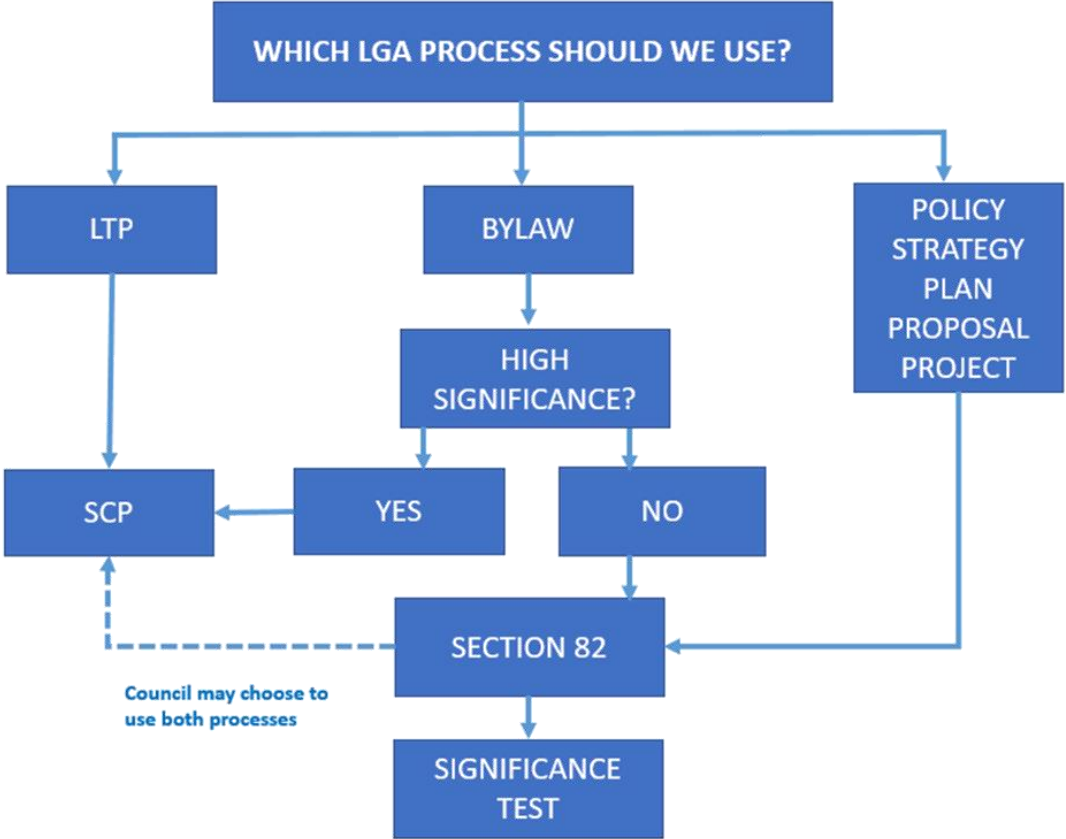 WHICH LGA PROCESS SHOULD WE USE?
LTP
BYLAW
POLICY
STRATEGY
PLAN
PROPOSAL
PROJECT
HIGH
SIGNIFICANCE?
SCP
YES
NO
SECTION 82
Council may choose to
use both processes
SIGNIFICANCE
TEST